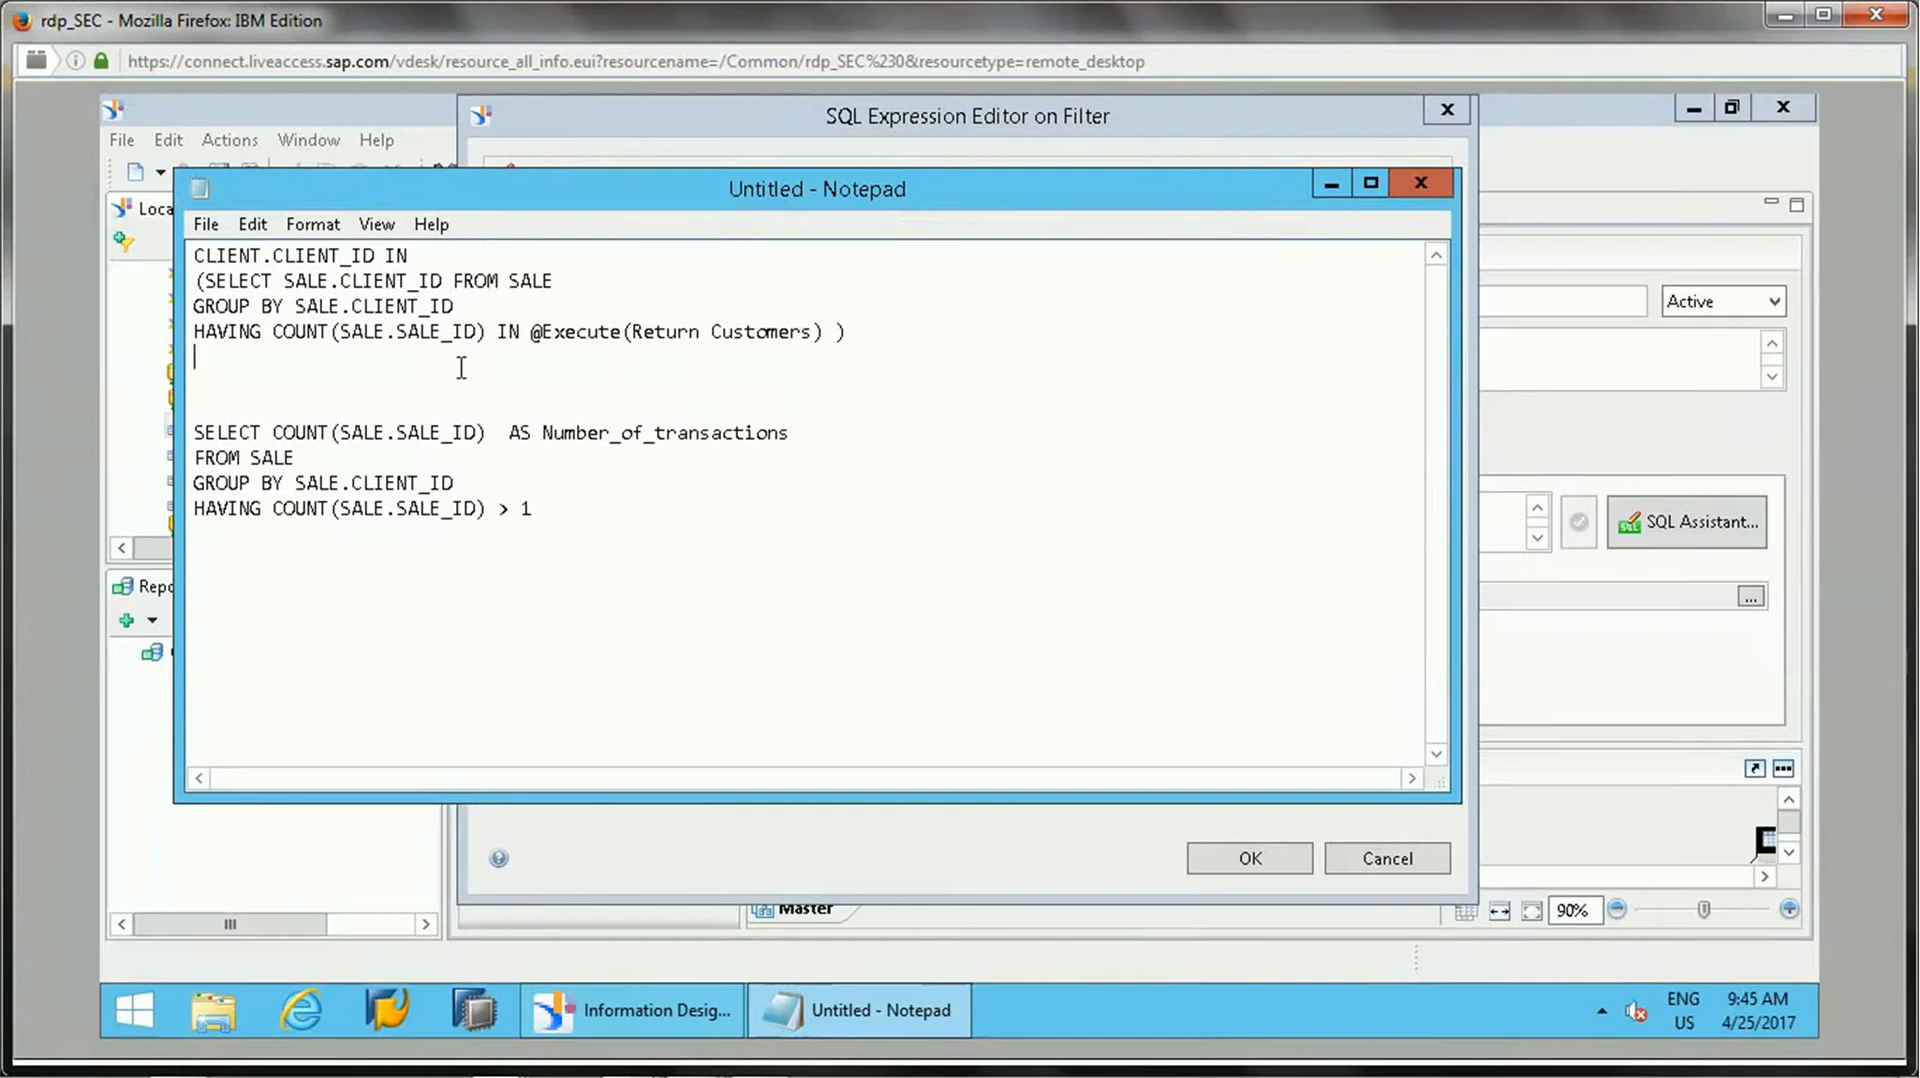 rdp_SEC - Mozilla Firefox: IBM Edition
https://connect.liveaccess.sap.com/vdesk/resource_all_info.eui?resourcename=/Common/rdp_SEC%230&resourcetype=remote_desktop
SQL Expression Editor on Filter
File Edit Actions Window Help
Untitled - Notepad
Loca
File Edit Format View Help
CLIENT.CLIENT_ID IN
(SELECT SALE.CLIENT_ID FROM SALE
GROUP BY SALE.CLIENT_ID
HAVING COUNT(SALE.SALE_ID) IN @Execute(Return Customers) )
Active
SELECT COUNT(SALE.SALE_ID)  AS Number_of_transactions
FROM SALE
GROUP BY SALE.CLIENT_ID
HAVING COUNT(SALE.SALE_ID) > 1
SQL Assistant...
Repo
...
OK Cancel
Master
90%
Information Desig... Untitled - Notepad
ENG 9:45 AM
US 4/25/2017